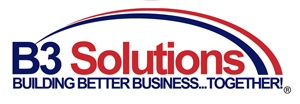 B3 Solutions
BUILDING BETTER BUSINESS...TOGETHER!®